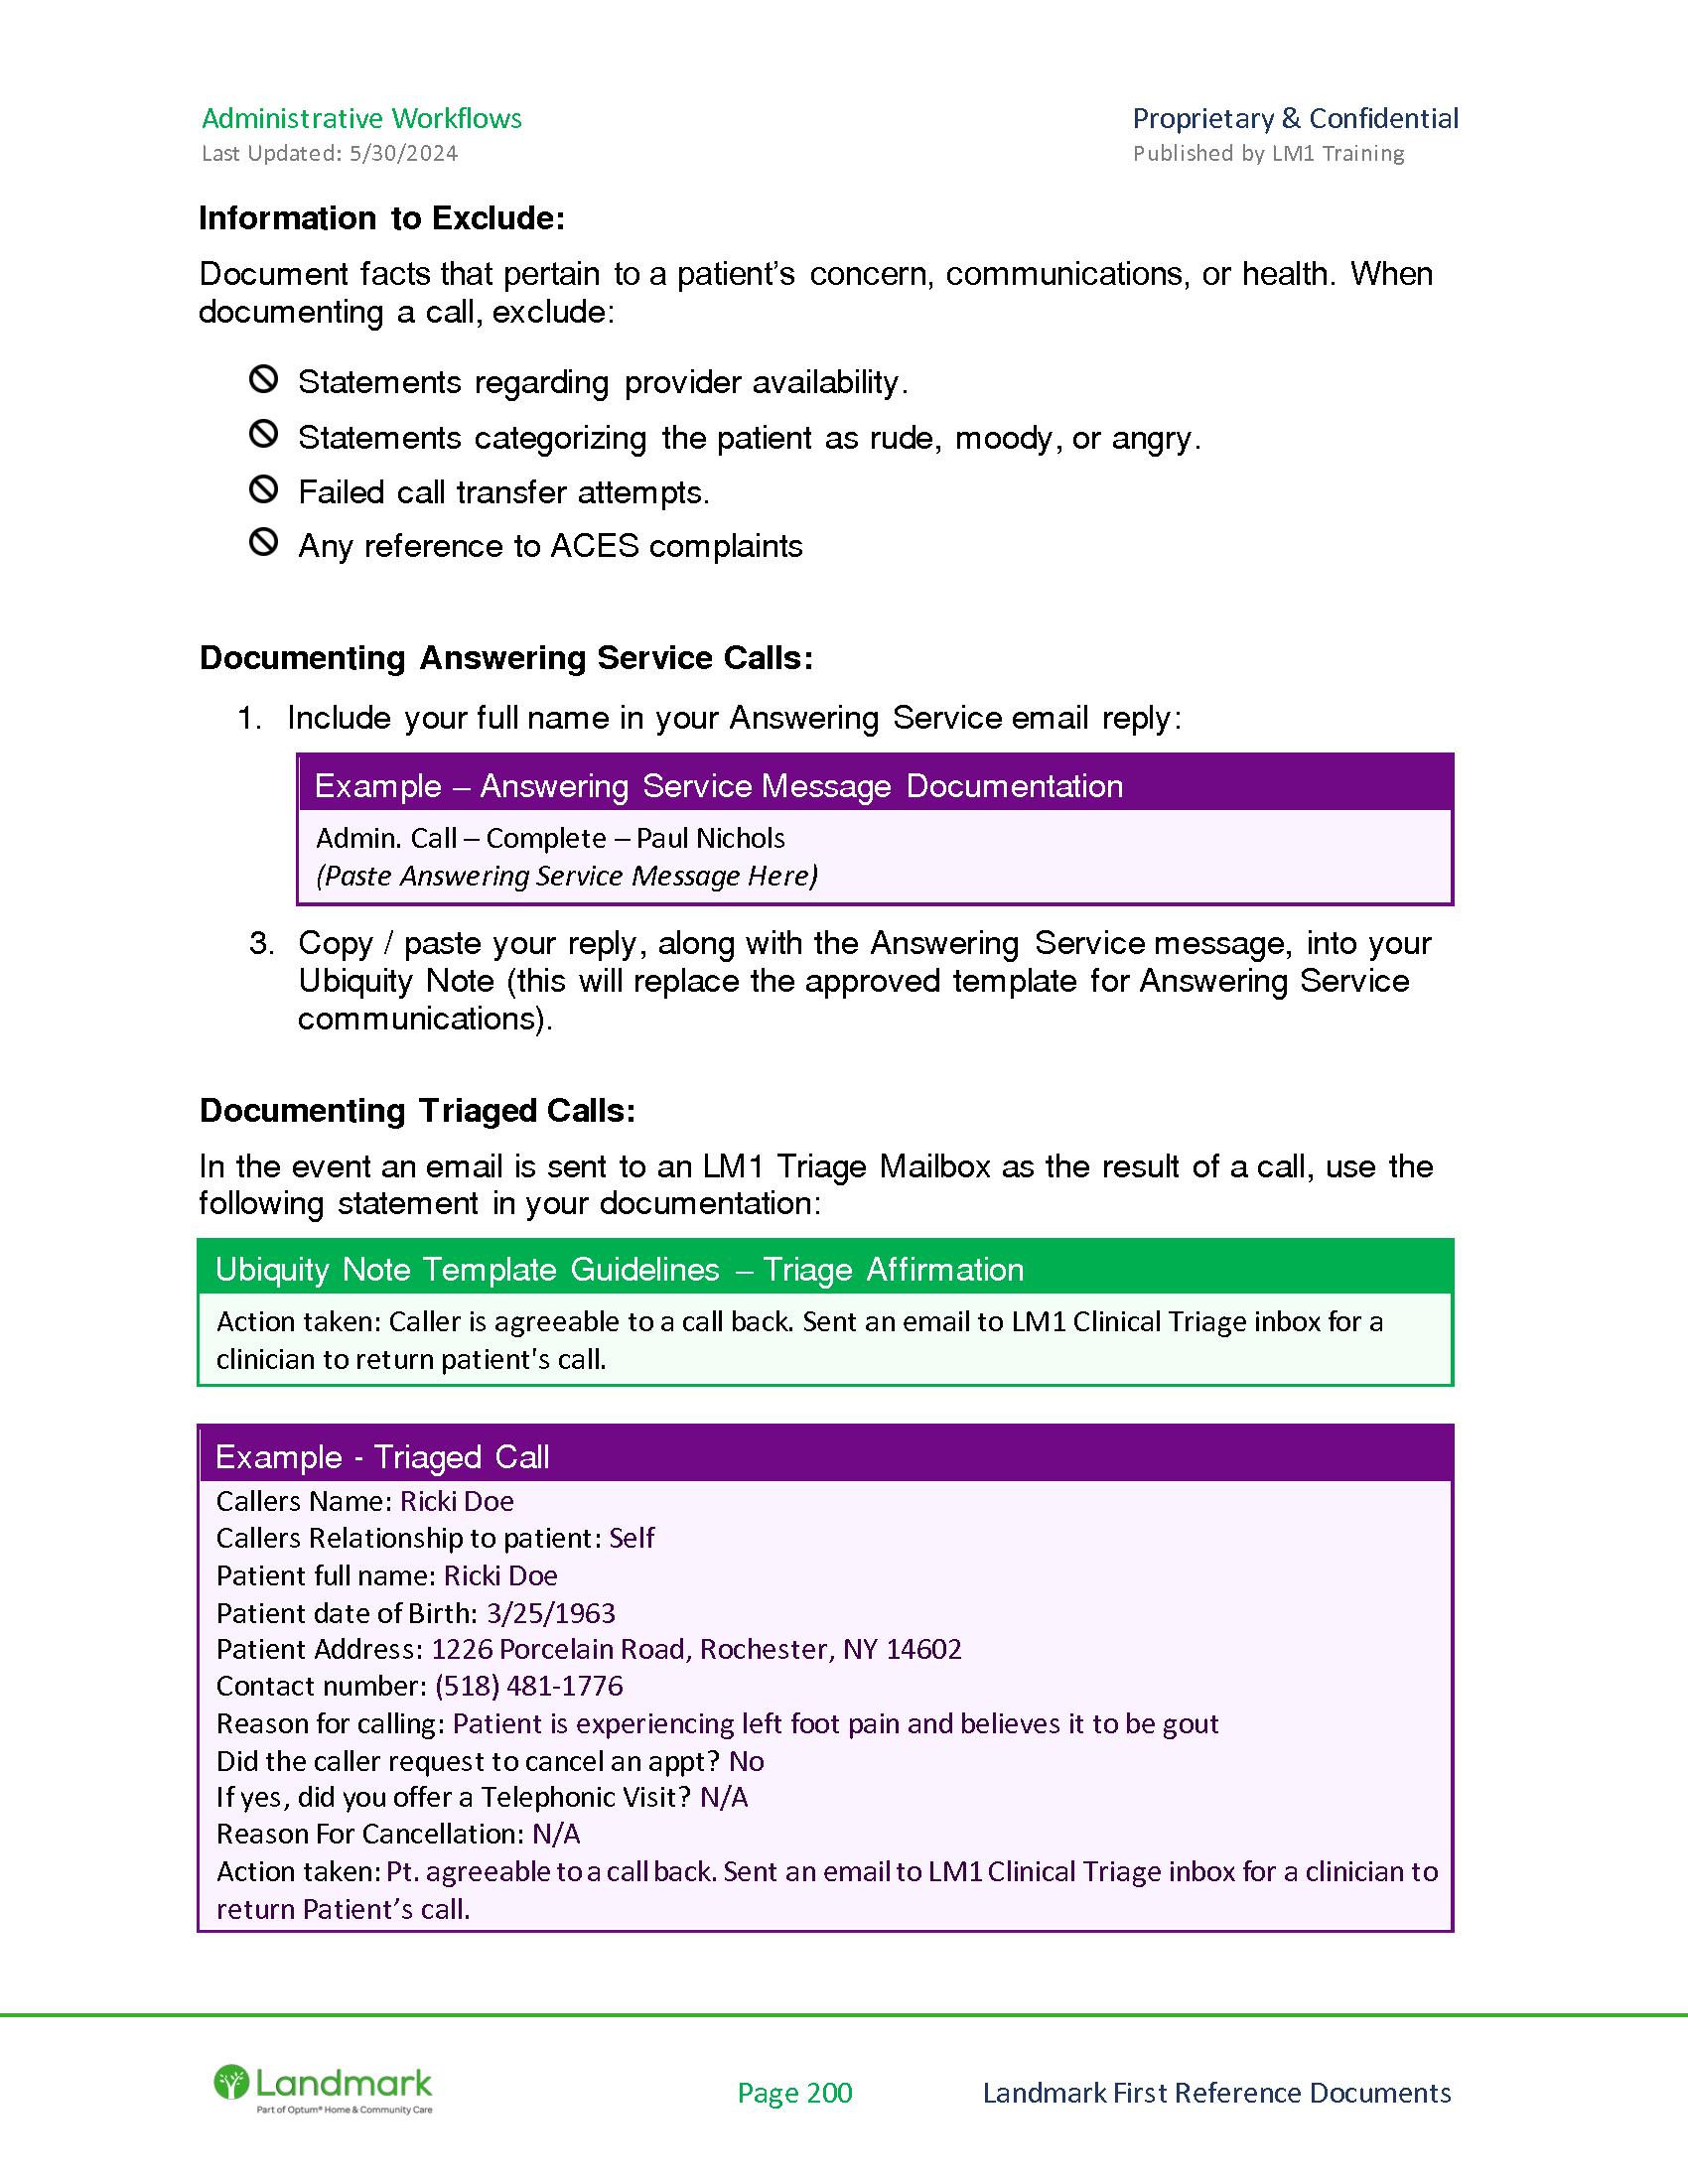 Administrative Workflows
Proprietary & Confidential
Last Updated: 5/30/2024
Published by LM1 Training
Information to Exclude:
Document facts that pertain to a patient’s concern, communications, or health. When
documenting a call, exclude:
Statements regarding provider availability.
Statements categorizing the patient as rude, moody, or angry.
Failed call transfer attempts.
Any reference to ACES complaints
Documenting Answering Service Calls:
1. Include your full name in your Answering Service email reply:
Example – Answering Service Message Documentation
Admin. Call – Complete – Paul Nichols
(Paste Answering Service Message Here)
3. Copy / paste your reply, along with the Answering Service message, into your
Ubiquity Note (this will replace the approved template for Answering Service
communications).
Documenting Triaged Calls:
In the event an email is sent to an LM1 Triage Mailbox as the result of a call, use the
following statement in your documentation:
Ubiquity Note Template Guidelines – Triage Affirmation
Action taken: Caller is agreeable to a call back. Sent an email to LM1 Clinical Triage inbox for a
clinician to return patient's call.
Example - Triaged Call
Callers Name: Ricki Doe
Callers Relationship to patient: Self
Patient full name: Ricki Doe
Patient date of Birth: 3/25/1963
Patient Address: 1226 Porcelain Road, Rochester, NY 14602
Contact number: (518) 481-1776
Reason for calling: Patient is experiencing left foot pain and believes it to be gout
Did the caller request to cancel an appt? No
If yes, did you offer a Telephonic Visit? N/A
Reason For Cancellation: N/A
Action taken: Pt. agreeable to a call back. Sent an email to LM1 Clinical Triage inbox for a clinician to
return Patient’s call.
Landmark
Part of Optum® Home & Community Care
Page 200
Landmark First Reference Documents